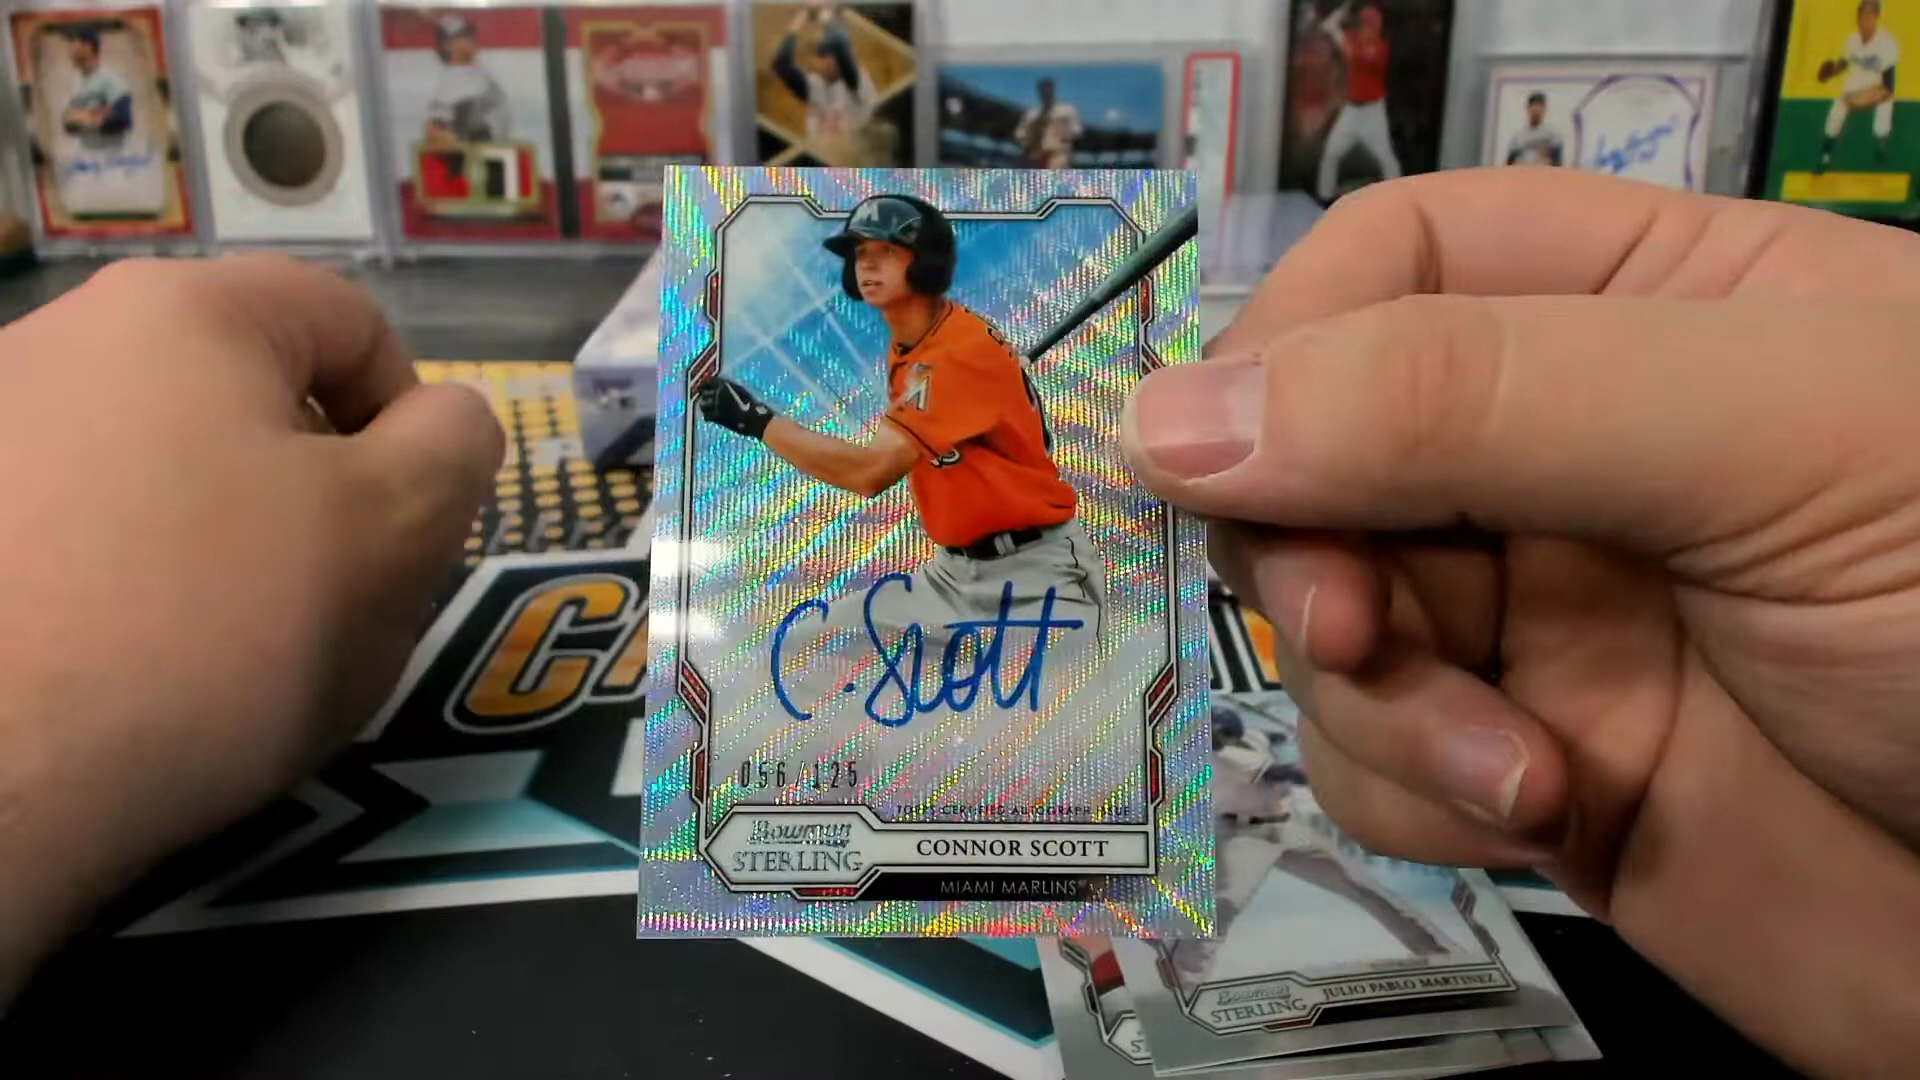 M
M
C. Scott
056/125
TOPPS CERTIFIED AUTOGRAPH ISSUE
Bowman
STERLING
CONNOR SCOTT
MIAMI MARLINS
Bowman
STERLING
JULIO PABLO MARTINEZ